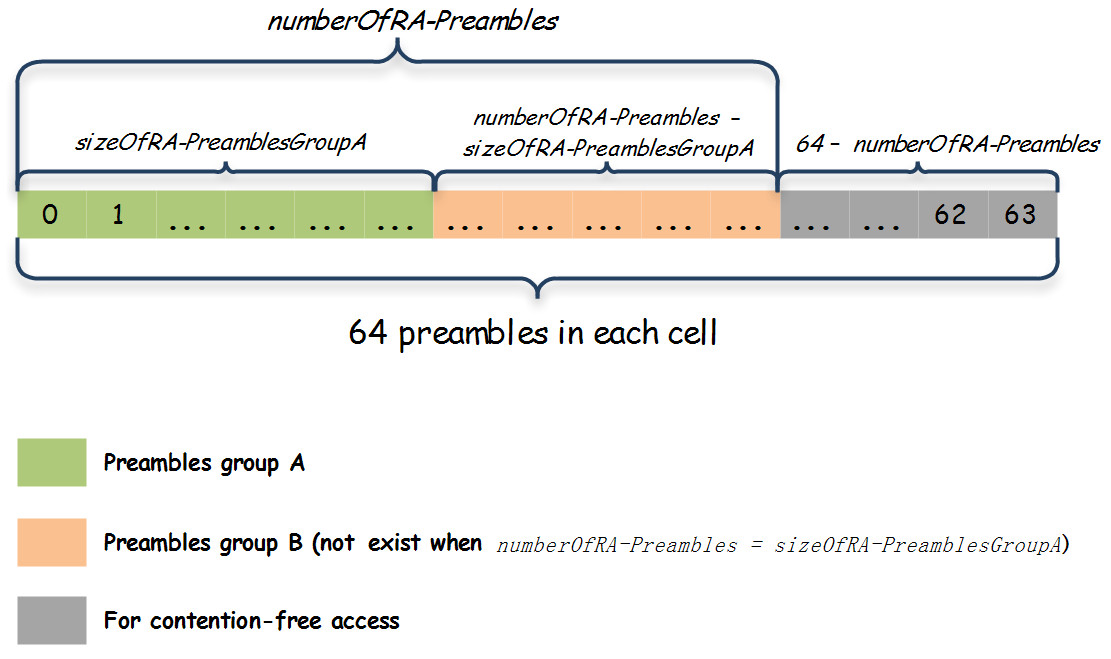 numberOfRA-Preambles
sizeOfRA-PreamblesGroupA
numberOfRA-Preambles –
sizeOfRA-PreamblesGroupA
64 – numberOfRA-Preambles
0 1 ... ... ... ... ... ... ... ... ... ... ... 62 63
64 preambles in each cell
Preambles group A
Preambles group B (not exist when numberOfRA-Preambles = sizeOfRA-PreamblesGroupA)
For contention-free access